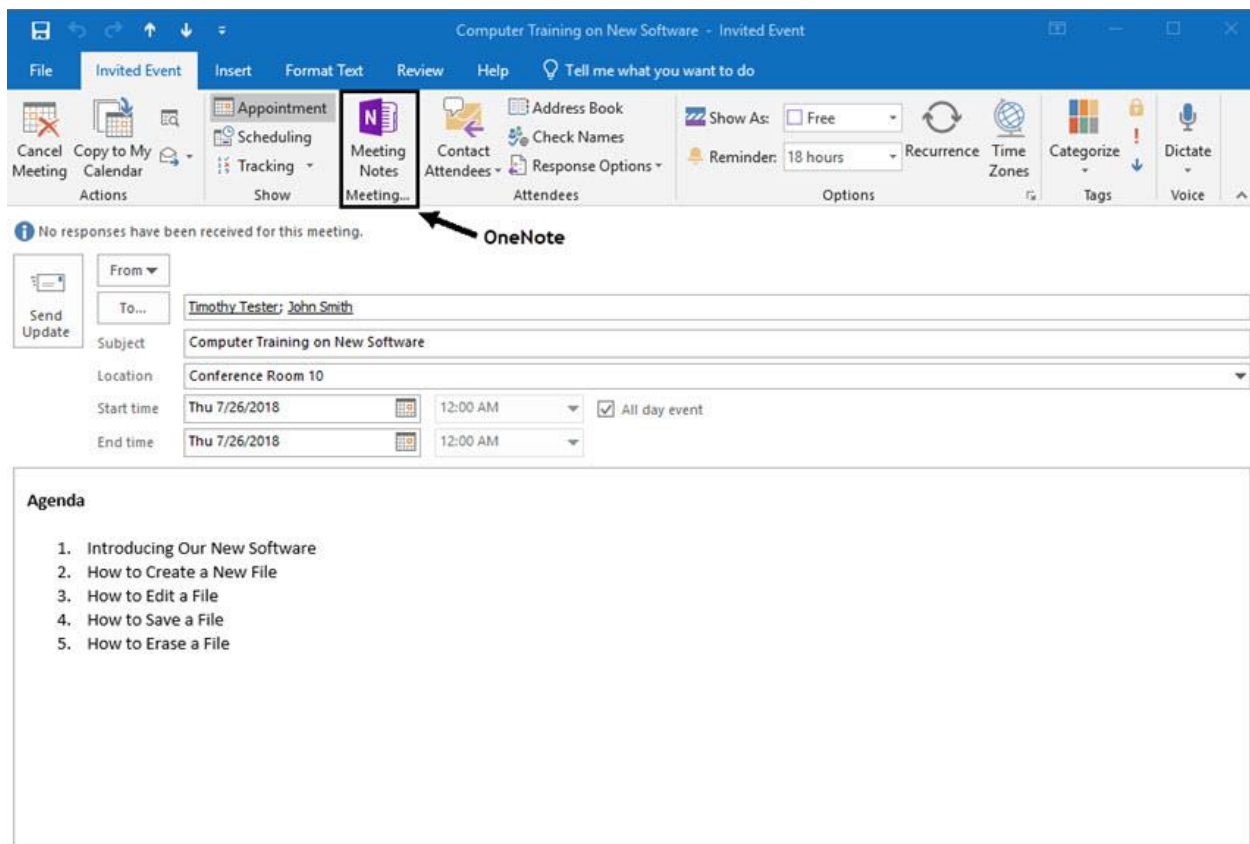 Computer Training on New Software - Invited Event
File Invited Event Insert Format Text Review Help Tell me what you want to do
Cancel Meeting
Copy to My Calendar
Actions
Appointment
Scheduling
Tracking
Show
N
Meeting Notes
Meeting...
Contact Attendees
Address Book
Check Names
Response Options
Attendees
Show As: Free
Reminder: 18 hours
Recurrence
Time Zones
Options
Categorize
Tags
Dictate
Voice
No responses have been received for this meeting.
OneNote
Send Update
From
To... Timothy Tester; John Smith
Subject Computer Training on New Software
Location Conference Room 10
Start time Thu 7/26/2018 12:00 AM All day event
End time Thu 7/26/2018 12:00 AM
Agenda
1. Introducing Our New Software
2. How to Create a New File
3. How to Edit a File
4. How to Save a File
5. How to Erase a File